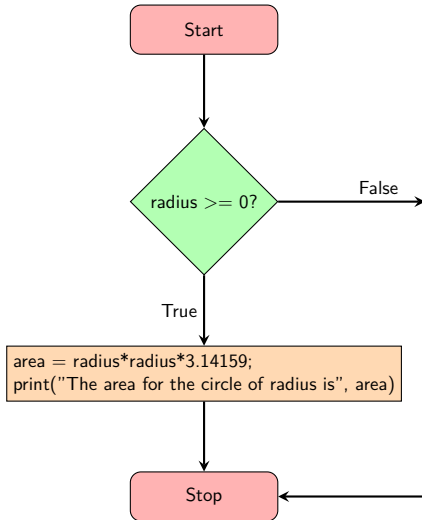 Start
radius >= 0?
False
True
area = radius*radius*3.14159;
print("The area for the circle of radius is", area)
Stop